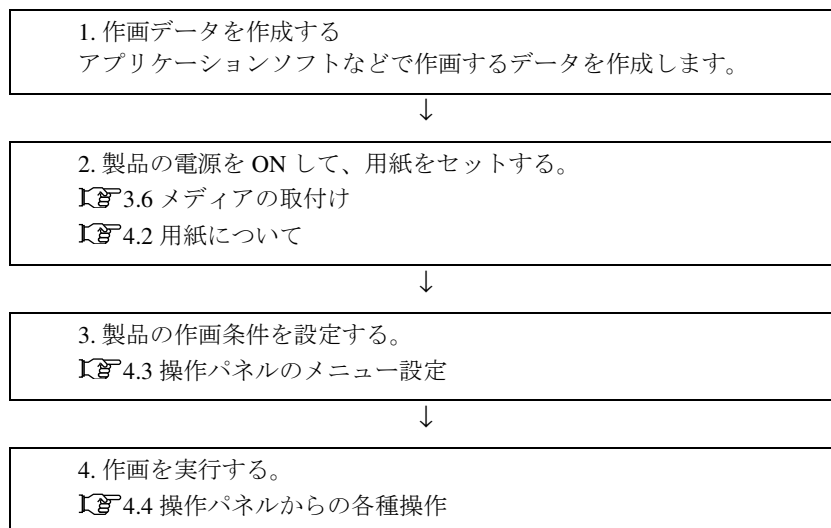 1. 作画データを作成する
アプリケーションソフトなどで作画するデータを作成します。
↓
2. 製品の電源を ON して、用紙をセットする。
3.6 メディアの取付け
4.2 用紙について
↓
3. 製品の作画条件を設定する。
4.3 操作パネルのメニュー設定
↓
4. 作画を実行する。
4.4 操作パネルからの各種操作